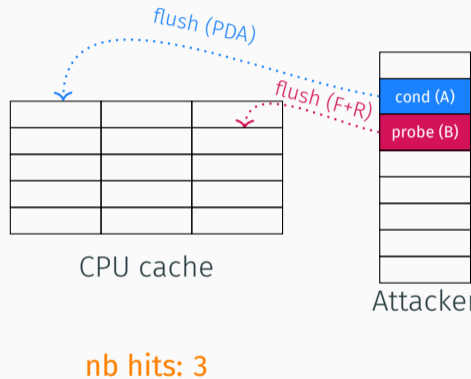 flush (PDA)
flush (F+R)
cond (A)
probe (B)
CPU cache
Attacker
nb hits: 3